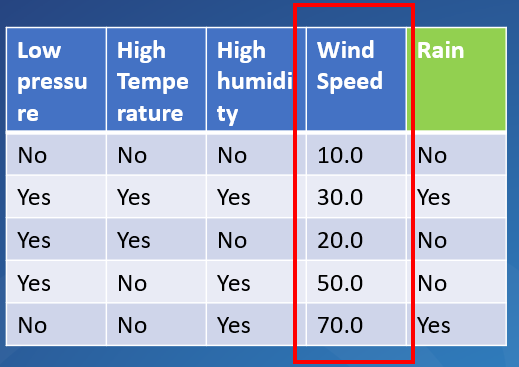 Low pressu re High Tempe rature High humidi ty Wind Speed Rain
No No No 10.0 No
Yes Yes Yes 30.0 Yes
Yes Yes No 20.0 No
Yes No Yes 50.0 No
No No Yes 70.0 Yes